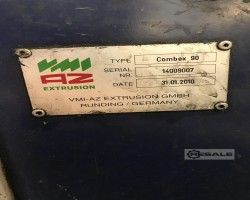 VMI
AZ
EXTRUSION
TYPE Combex 90
SERIAL NR. 14009007
DATE 31.01.2010
VMI-AZ EXTRUSION GMBH
RUNDING / GERMANY
RESALE